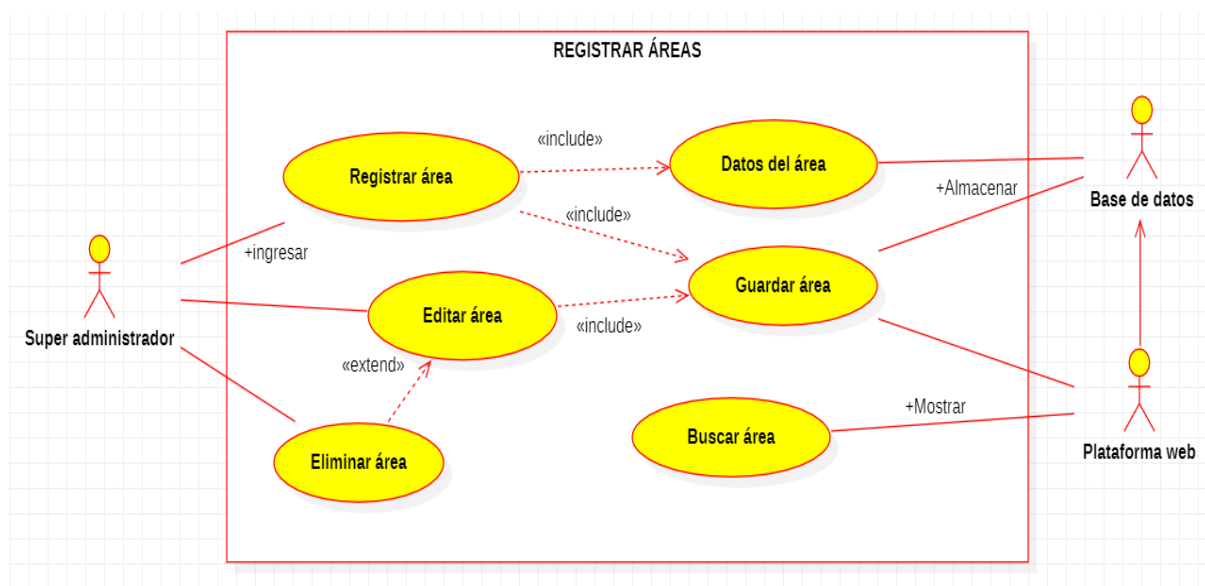 REGISTRAR ÁREAS
«include»
Registrar área
Datos del área
+Almacenar
Base de datos
«include»
+ingresar
Guardar área
Editar área
«include»
Super administrador
«extend»
+Mostrar
Buscar área
Plataforma web
Eliminar área